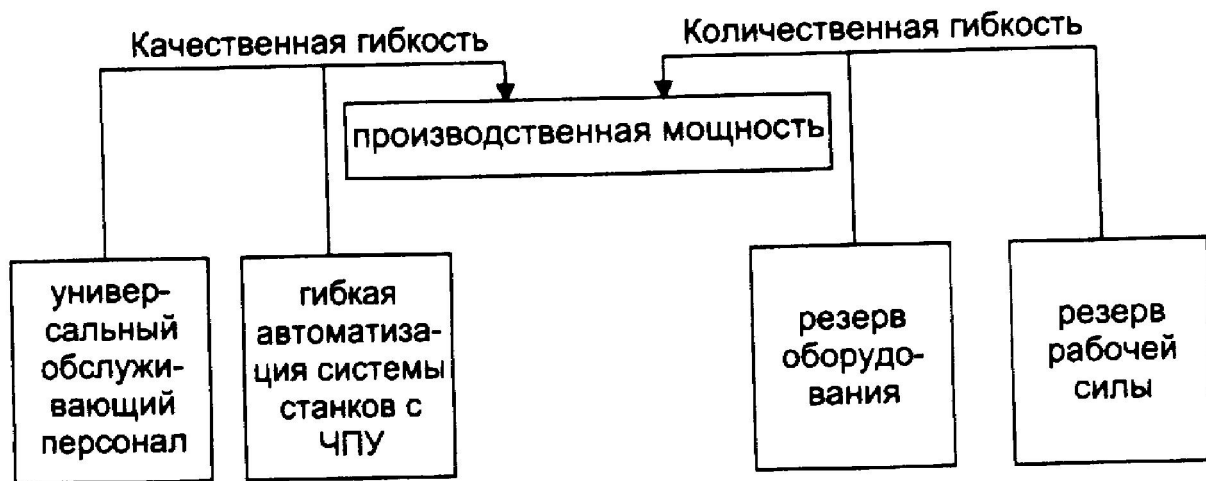 Качественная гибкость
Количественная гибкость
производственная мощность
универ-
сальный
обслужи-
вающий
персонал
гибкая
автоматиза-
ция системы
станков с
ЧПУ
резерв
оборудо-
вания
резерв
рабочей
силы